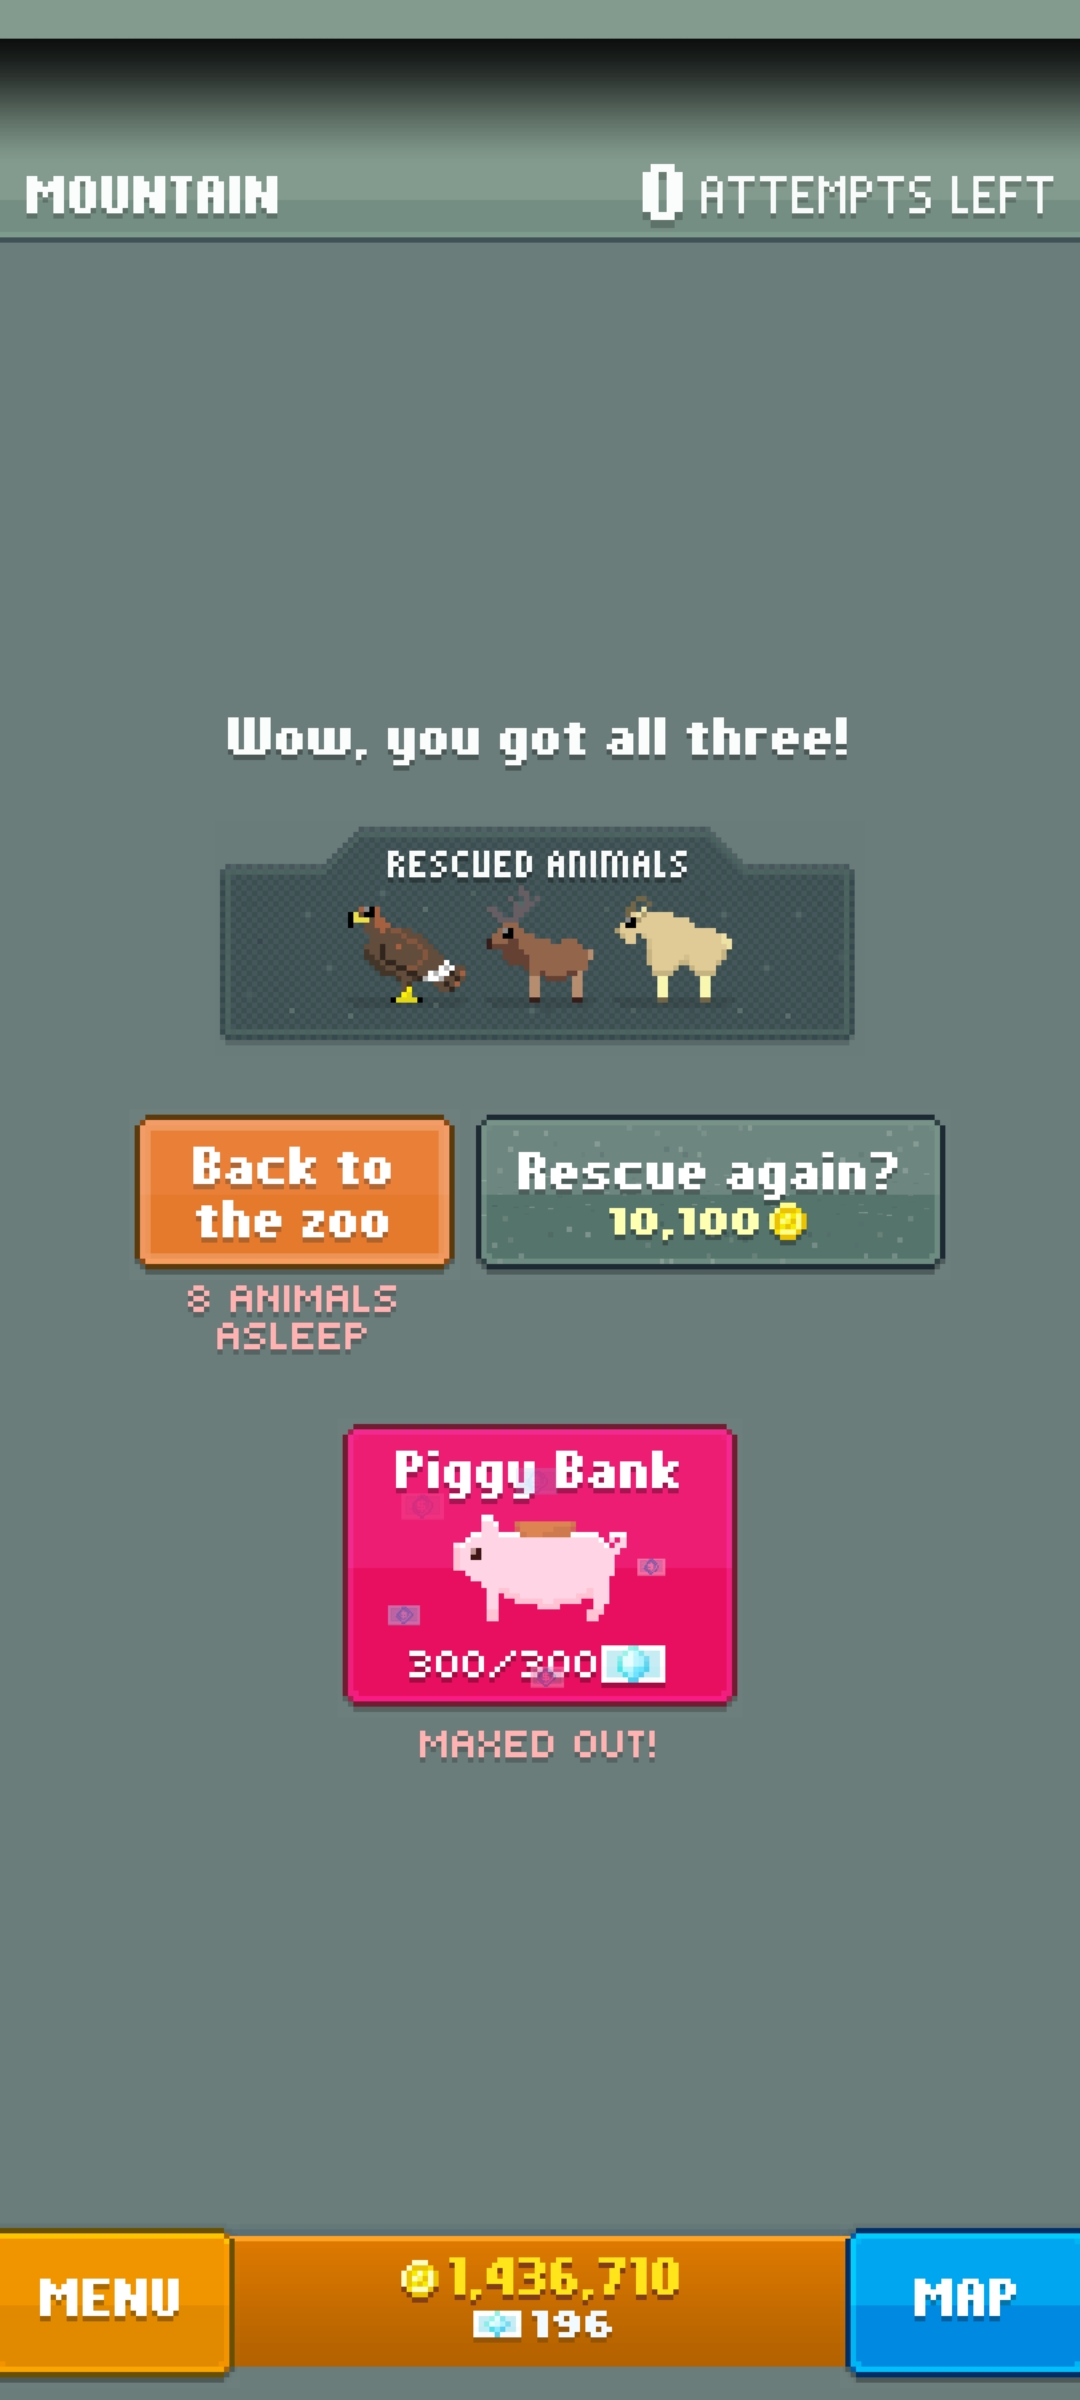 MOUNTAIN
0 ATTEMPTS LEFT
Wow, you got all three!
RESCUED ANIMALS
Back to
the zoo
Rescue again?
10,100
8 ANIMALS
ASLEEP
Piggy Bank
300/300
MAXED OUT!
MENU
1,436,710
196
MAP